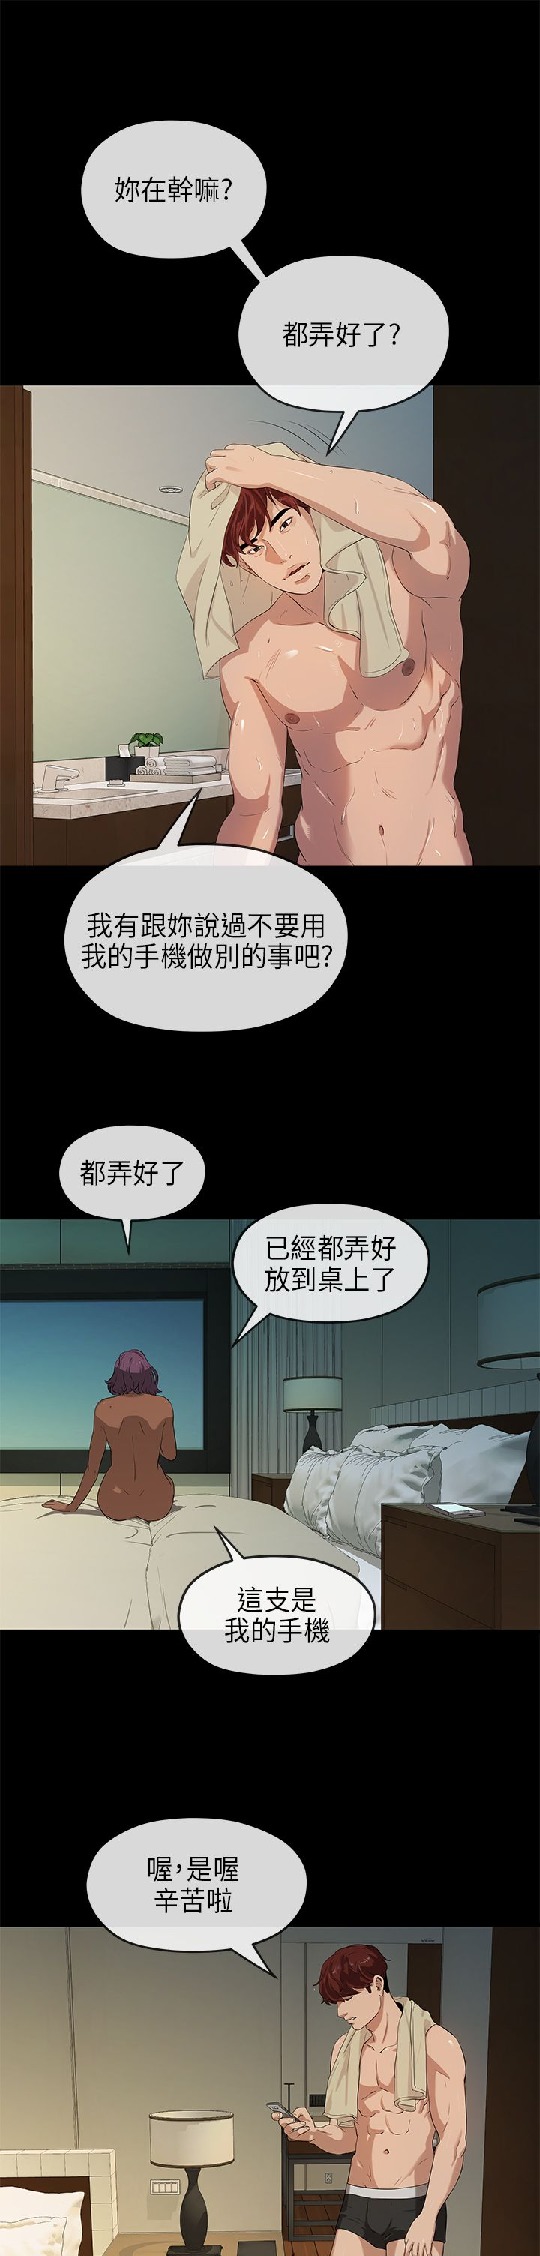 妳在幹嘛?
都弄好了?
我有跟妳說過不要用
我的手機做別的事吧?
都弄好了
已經都弄好
放到桌上了
這支是
我的手機
喔,是喔
辛苦啦